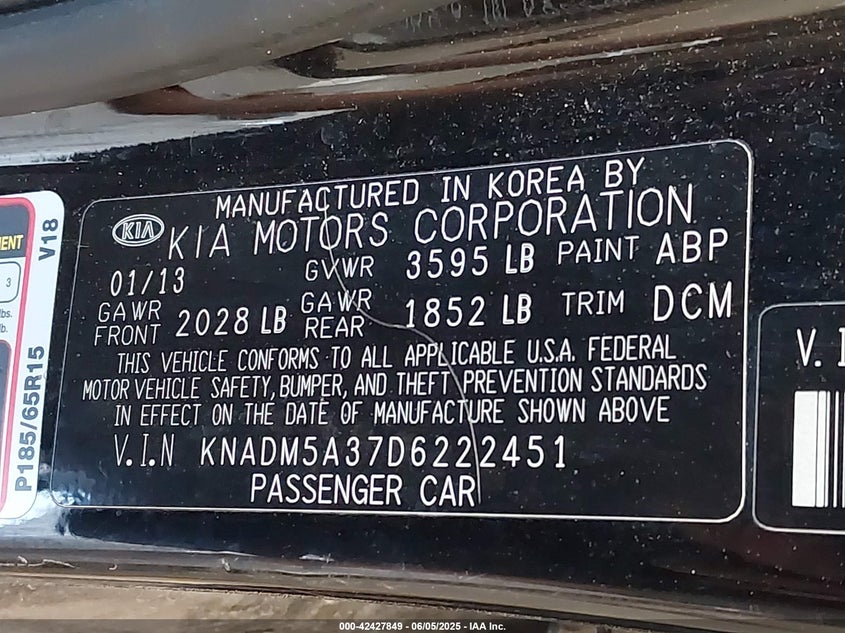 MANUFACTURED IN KOREA BY
KIA
KIA MOTORS CORPORATION
01/13
GVWR 3595 LB PAINT ABP
GAWR FRONT 2028 LB GAWR REAR 1852 LB TRIM DCM
THIS VEHICLE CONFORMS TO ALL APPLICABLE U.S.A. FEDERAL
MOTOR VEHICLE SAFETY, BUMPER, AND THEFT PREVENTION STANDARDS
IN EFFECT ON THE DATE OF MANUFACTURE SHOWN ABOVE
V.I.N KNADM5A37D6222451
PASSENGER CAR
3
P185/65R15
V18
000-42427849 - 06/05/2025 - IAA Inc.